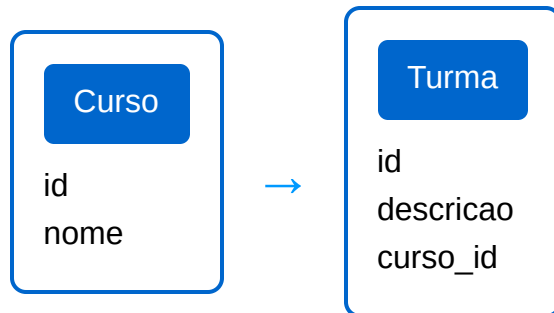 Curso
id
nome
→
Turma
id
descricao
curso_id